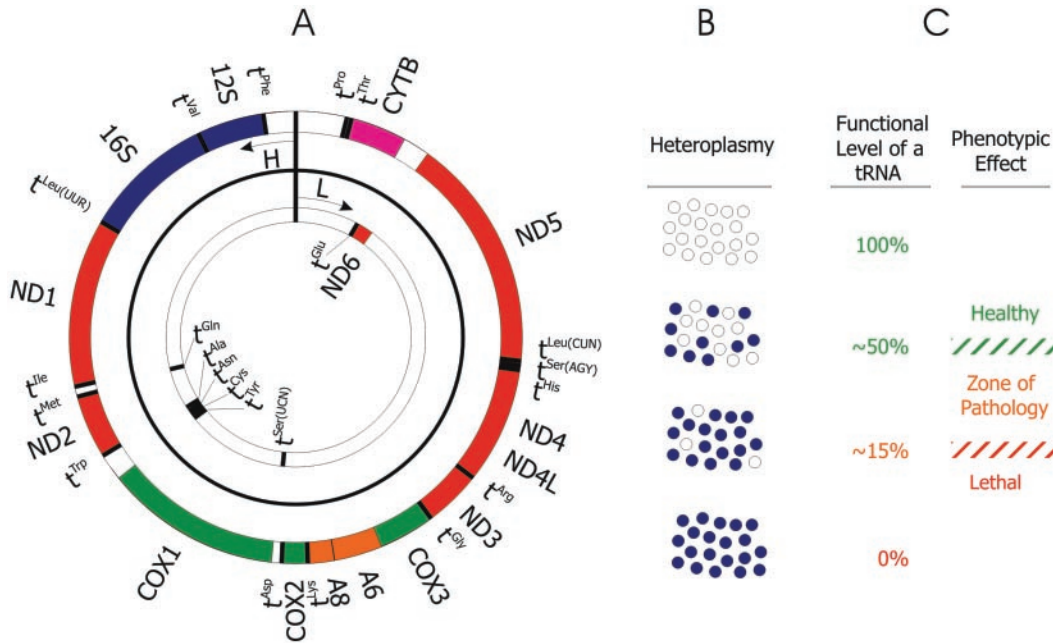 A
B
C
Heteroplasmy
Functional
Level of a
tRNA
Phenotypic
Effect
100%
~50%
~15%
0%
Healthy
Zone of
Pathology
Lethal
H
L
tPro
tThr
CYTB
ND5
tLeu(CUN)
tSer(AGY)
tHis
ND4
ND4L
tArg
ND3
tGly
COX3
A6
A8
tLys
COX2
tAsp
COX1
tTrp
ND2
tMet
tIle
ND1
tLeu(UUR)
16S
tVal
12S
tPhe
tGlu
ND6
tGln
tAla
tAsn
tCys
tTyr
tSer(UCN)